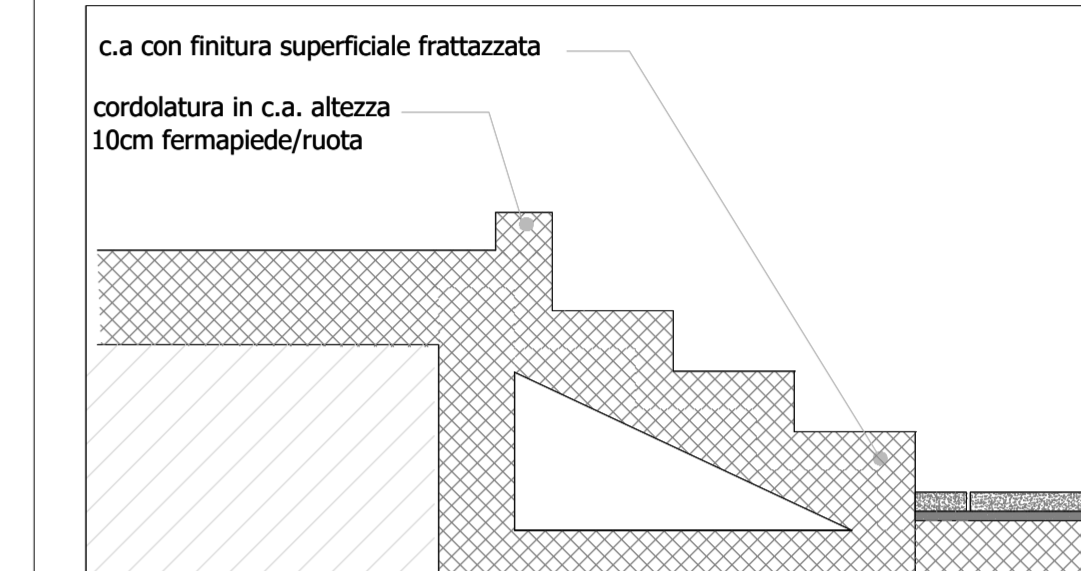 c.a con finitura superficiale frattazzata
cordolatura in c.a. altezza
10cm fermapiede/ruota